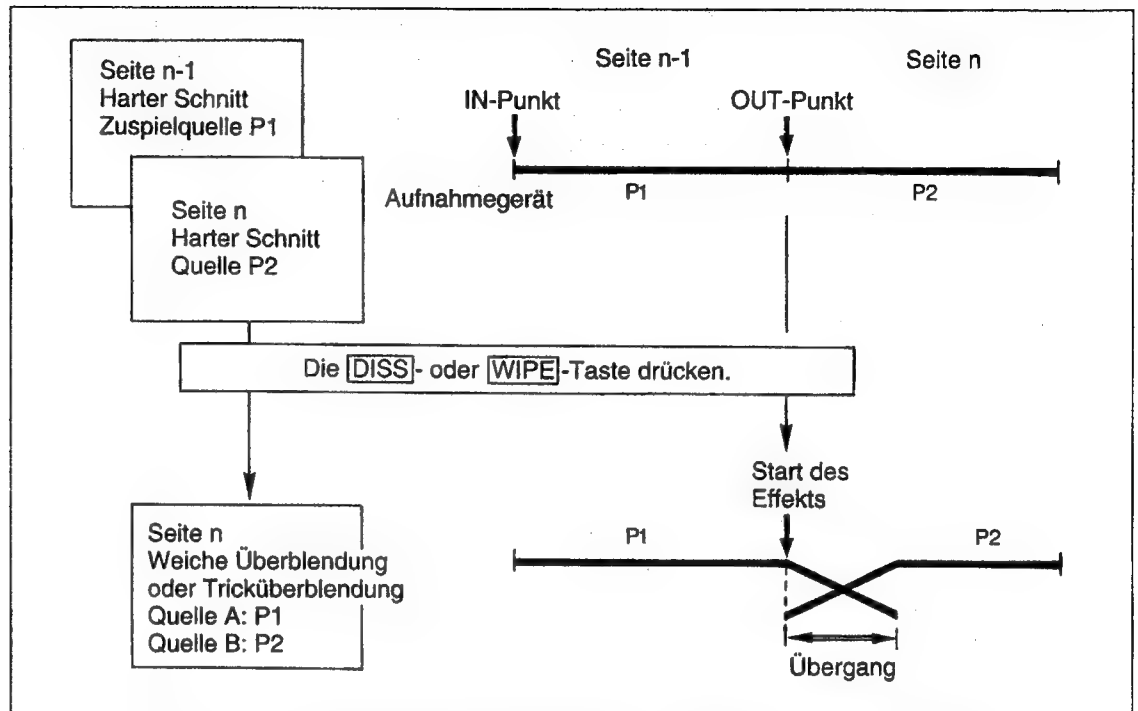 Seite n-1
Harter Schnitt
Zuspielquelle P1
Seite n
Harter Schnitt
Quelle P2
Seite n-1
Seite n
IN-Punkt
OUT-Punkt
Aufnahmegerät
P1
P2
Die DISS- oder WIPE-Taste drücken.
Seite n
Weiche Überblendung
oder Tricküberblendung
Quelle A: P1
Quelle B: P2
Start des
Effekts
P1
P2
Übergang